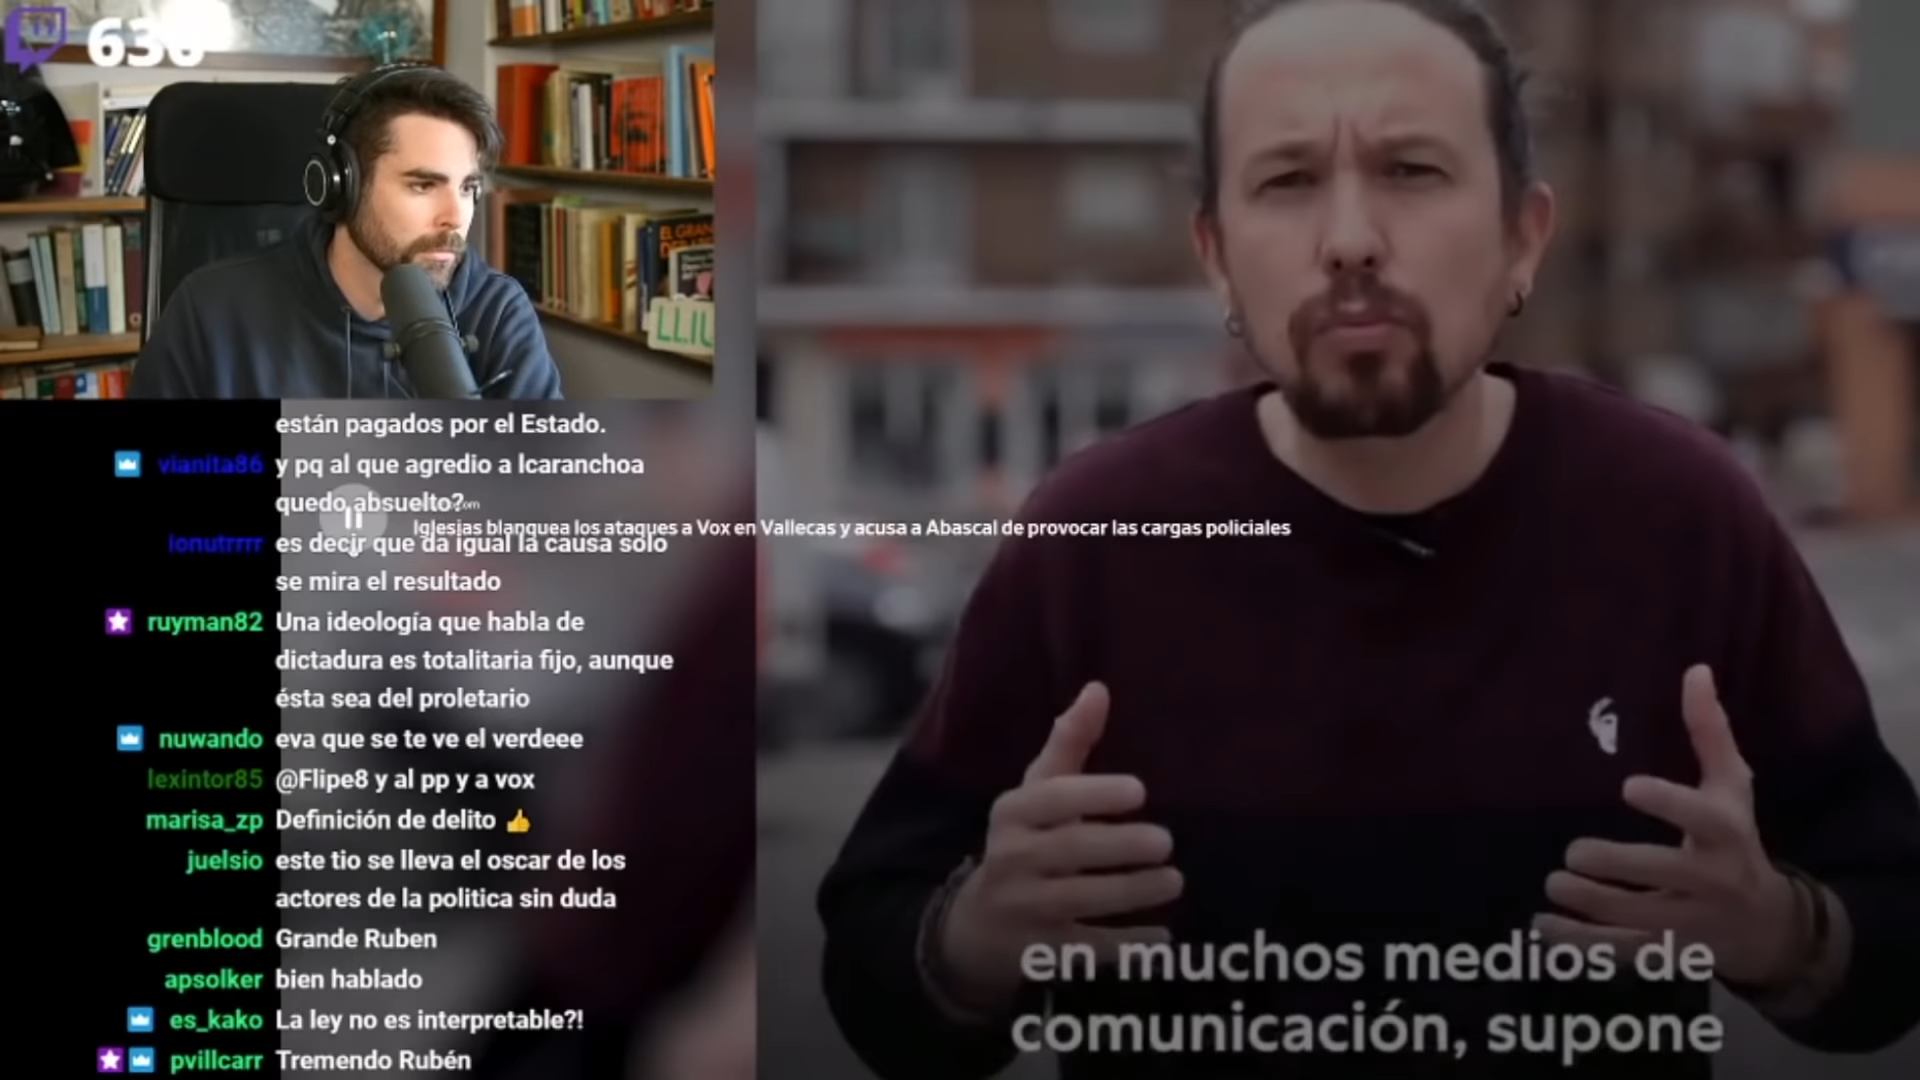 636
EL GRAN
LLIU
están pagados por el Estado.
vianita86 y pq al que agredio a lcaranchoa
quedo absuelto?
Iglesias blanquea los ataques a Vox en Vallecas y acusa a Abascal de provocar las cargas policiales
ionutrrrr es decir que da igual la causa solo
se mira el resultado
ruyman82 Una ideología que habla de
dictadura es totalitaria fijo, aunque
ésta sea del proletario
nuwando eva que se te ve el verdeee
lexintor85 @Flipe8 y al pp y a vox
marisa_zp Definición de delito 👍
juelsio este tio se lleva el oscar de los
actores de la politica sin duda
grenblood Grande Ruben
apsolker bien hablado
es_kako La ley no es interpretable?!
pvillcarr Tremendo Rubén
en muchos medios de
comunicación, supone